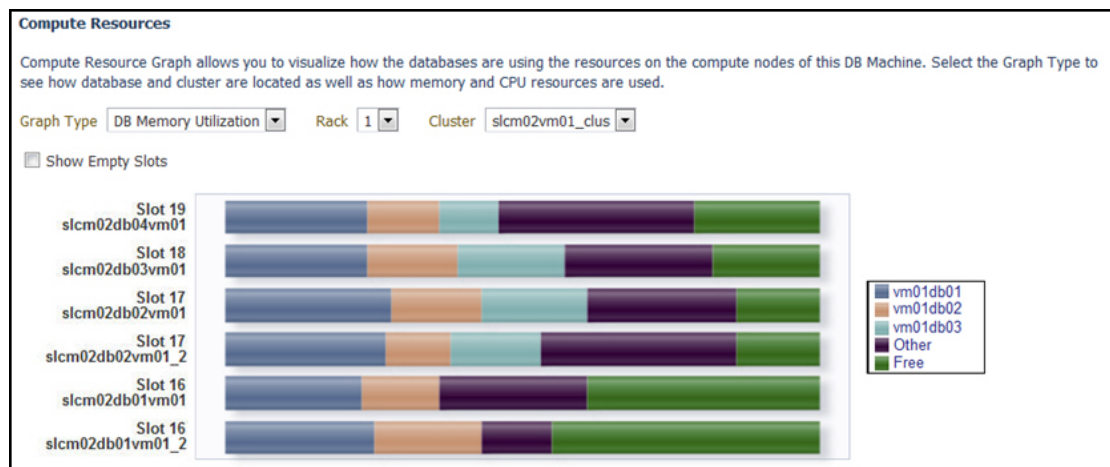 Compute Resources
Compute Resource Graph allows you to visualize how the databases are using the resources on the compute nodes of this DB Machine. Select the Graph Type to
see how database and cluster are located as well as how memory and CPU resources are used.
Graph Type DB Memory Utilization Rack 1 Cluster slcm02vm01_clus
Show Empty Slots
Slot 19
slcm02db04vm01
Slot 18
slcm02db03vm01
Slot 17
slcm02db02vm01
Slot 17
slcm02db02vm01_2
Slot 16
slcm02db01vm01
Slot 16
slcm02db01vm01_2
vm01db01
vm01db02
vm01db03
Other
Free